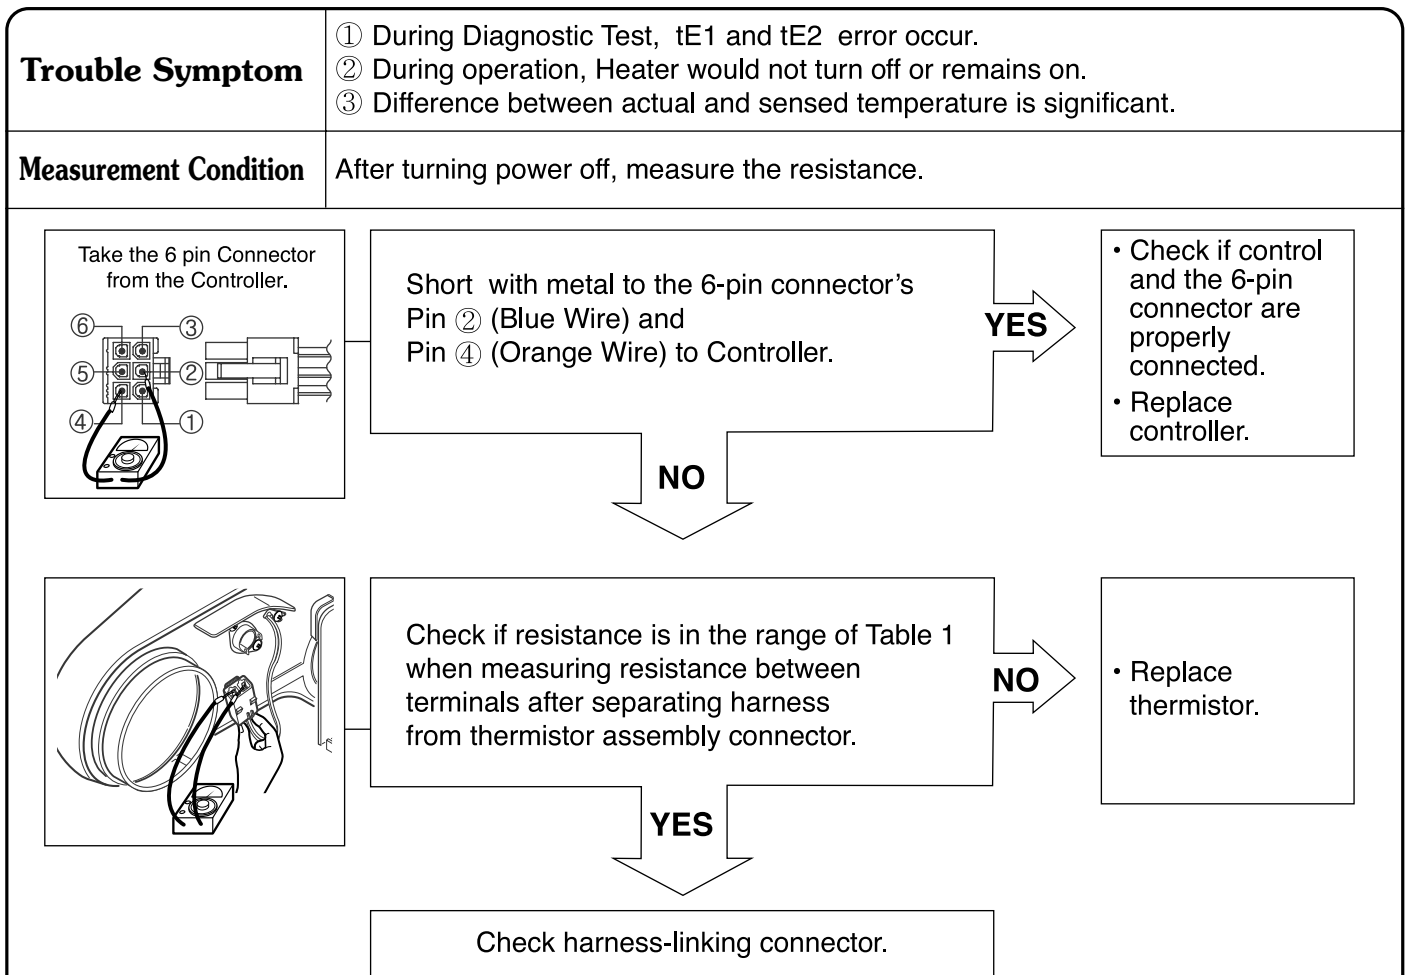 Trouble Symptom
① During Diagnostic Test, tE1 and tE2 error occur.
② During operation, Heater would not turn off or remains on.
③ Difference between actual and sensed temperature is significant.
Measurement Condition
After turning power off, measure the resistance.
Take the 6 pin Connector
from the Controller.
⑥
③
⑤
②
④
①
Short with metal to the 6-pin connector's
Pin ② (Blue Wire) and
Pin ④ (Orange Wire) to Controller.
YES
• Check if control
and the 6-pin
connector are
properly
connected.
• Replace
controller.
NO
Check if resistance is in the range of Table 1
when measuring resistance between
terminals after separating harness
from thermistor assembly connector.
NO
• Replace
thermistor.
YES
Check harness-linking connector.